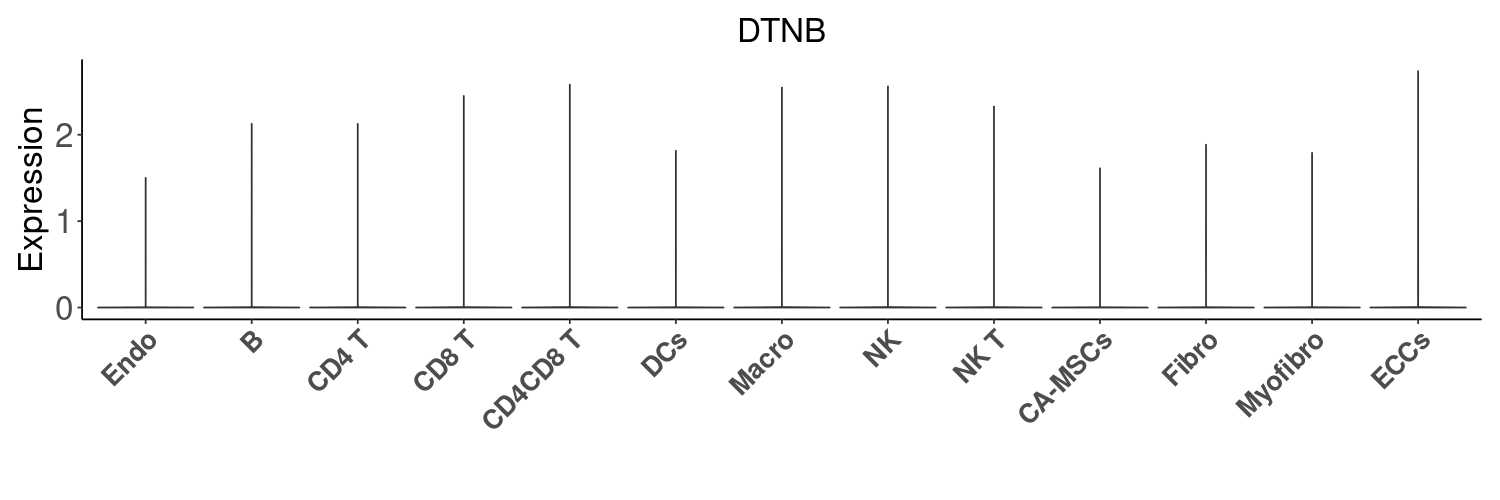 DTNB
Expression
2
1
0
Endo
B
CD4 T
CD8 T
CD4CD8 T
DCs
Macro
NK
NK T
CA-MSCs
Fibro
Myofibro
ECCs